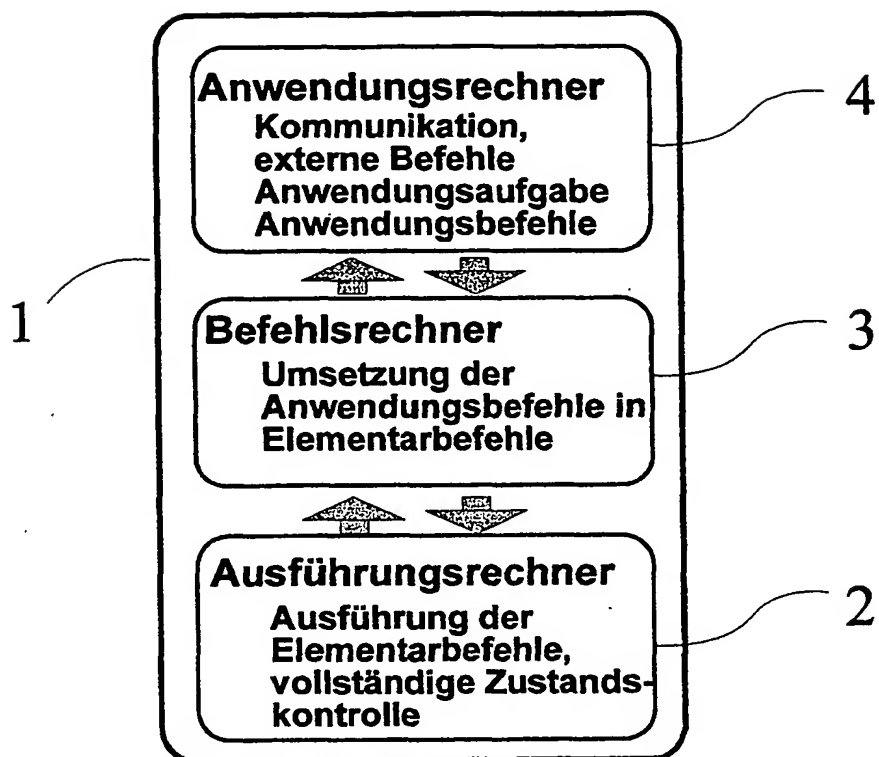 Anwendungsrechner
Kommunikation,
externe Befehle
Anwendungsaufgabe
Anwendungsbefehle
4
1
Befehlsrechner
Umsetzung der
Anwendungsbefehle in
Elementarbefehle
3
Ausführungsrechner
Ausführung der
Elementarbefehle,
vollständige Zustands-
kontrolle
2